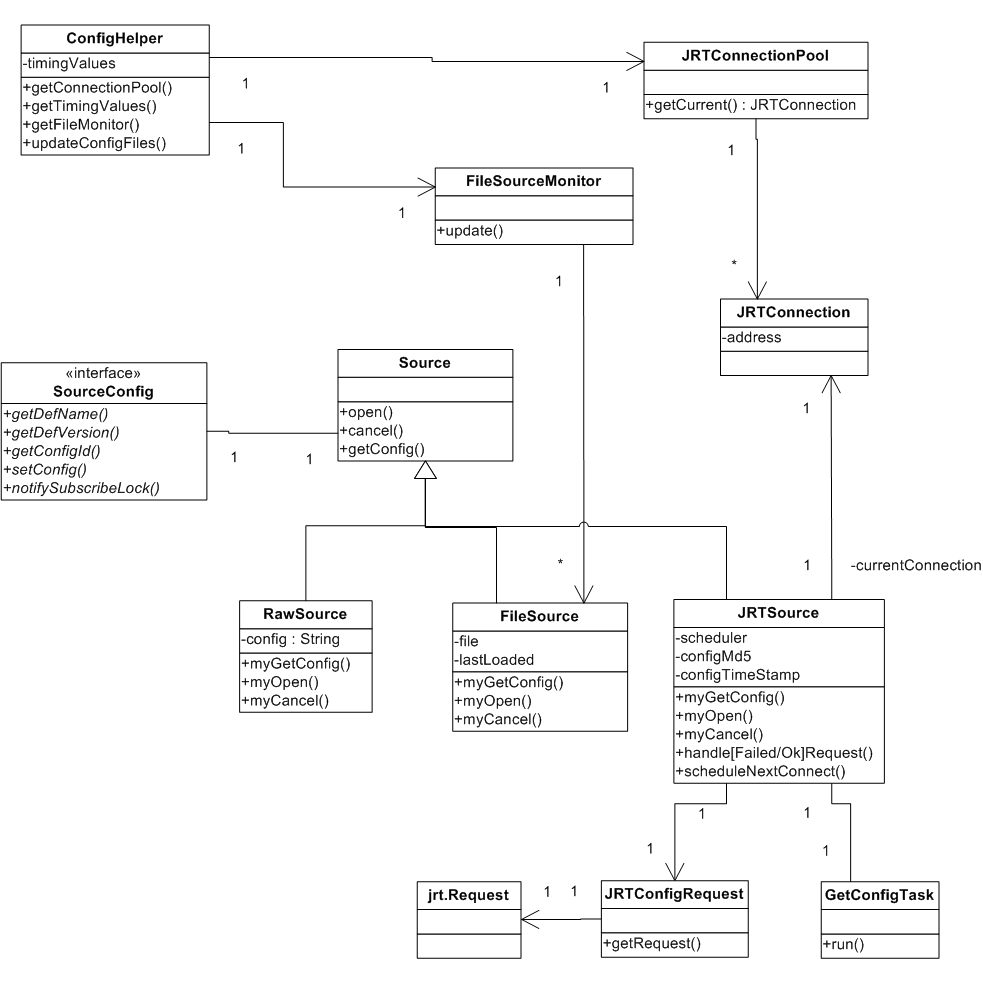 ConfigHelper
-timingValues
+getConnectionPool()
+getTimingValues()
+getFileMonitor()
+updateConfigFiles()
1
1
JRTConnectionPool
+getCurrent() : JRTConnection
1
1
FileSourceMonitor
+update()
1
*
1
JRTConnection
-address
«interface»
SourceConfig
+getDefName()
+getDefVersion()
+getConfigId()
+setConfig()
+notifySubscribeLock()
1
1
Source
+open()
+cancel()
+getConfig()
1
*
1
-currentConnection
RawSource
-config : String
+myGetConfig()
+myOpen()
+myCancel()
FileSource
-file
-lastLoaded
+myGetConfig()
+myOpen()
+myCancel()
JRTSource
-scheduler
-configMd5
-configTimeStamp
+myGetConfig()
+myOpen()
+myCancel()
+handle[Failed/Ok]Request()
+scheduleNextConnect()
1
1
1
1
jrt.Request
1
1
JRTConfigRequest
+getRequest()
GetConfigTask
+run()